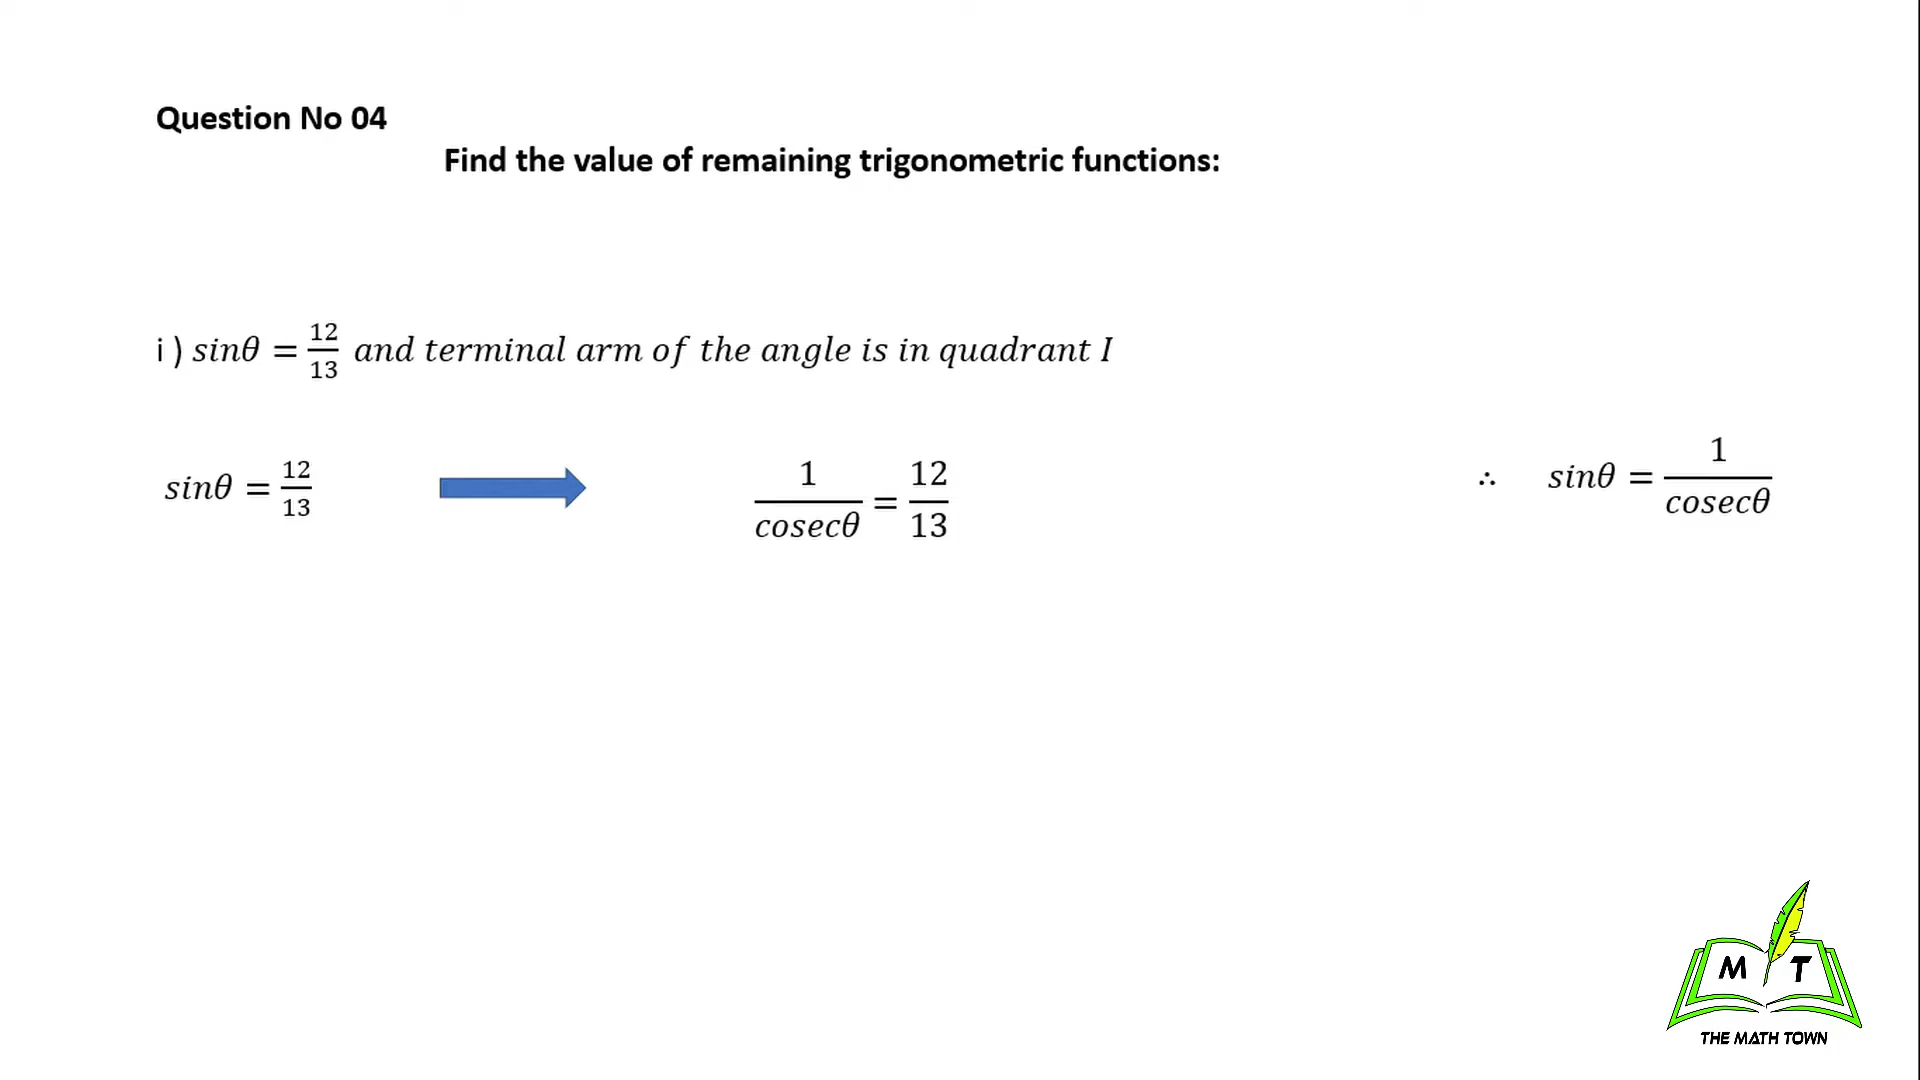 Question No 04
Find the value of remaining trigonometric functions:
i ) sinθ = 12/13 and terminal arm of the angle is in quadrant I
sinθ = 12/13    1/cosecθ = 12/13    ∴ sinθ = 1/cosecθ
M T
THE MATH TOWN